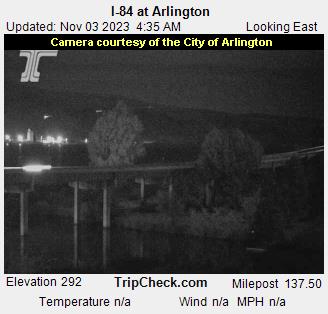 I-84 at Arlington
Updated: Nov 03 2023 4:35 AM Looking East
Camera courtesy of the City of Arlington
Elevation 292 TripCheck.com Milepost 137.50
Temperature n/a Wind n/a MPH n/a